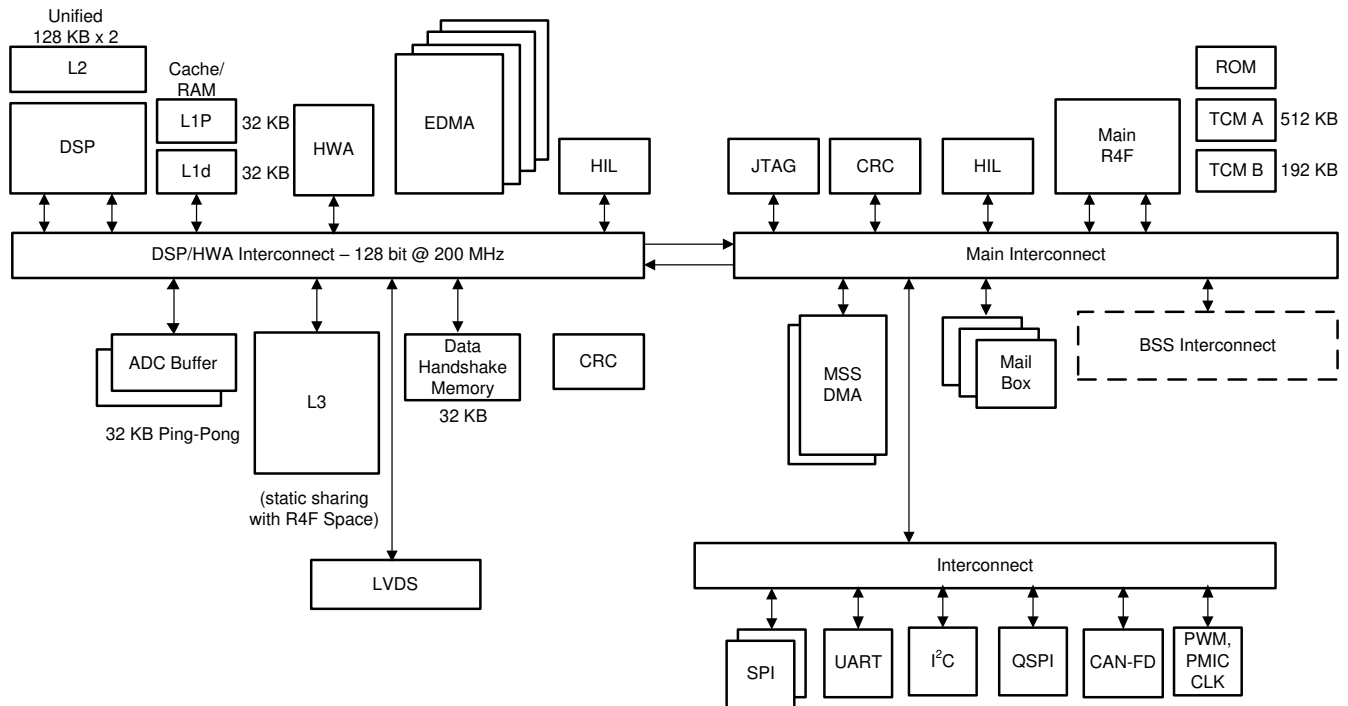 Unified
128 KB x 2
L2
Cache/
RAM
DSP
L1P
32 KB
L1d
32 KB
HWA
EDMA
HIL
JTAG
CRC
HIL
Main
R4F
ROM
TCM A
512 KB
TCM B
192 KB
DSP/HWA Interconnect – 128 bit @ 200 MHz
Main Interconnect
ADC Buffer
32 KB Ping-Pong
L3
(static sharing
with R4F Space)
Data
Handshake
Memory
32 KB
CRC
LVDS
MSS
DMA
Mail
Box
BSS Interconnect
Interconnect
SPI
UART
I²C
QSPI
CAN-FD
PWM,
PMIC
CLK